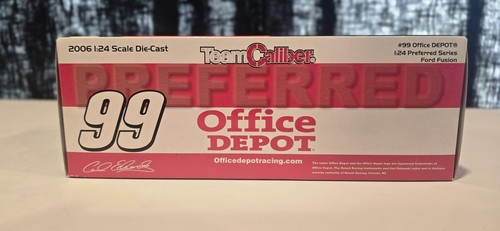 2006 1:24 Scale Die-Cast
Team Caliber.
#99 Office DEPOT®
1:24 Preferred Series
Ford Fusion
PREFERRED
99
Office
DEPOT.
Officedepotracing.com